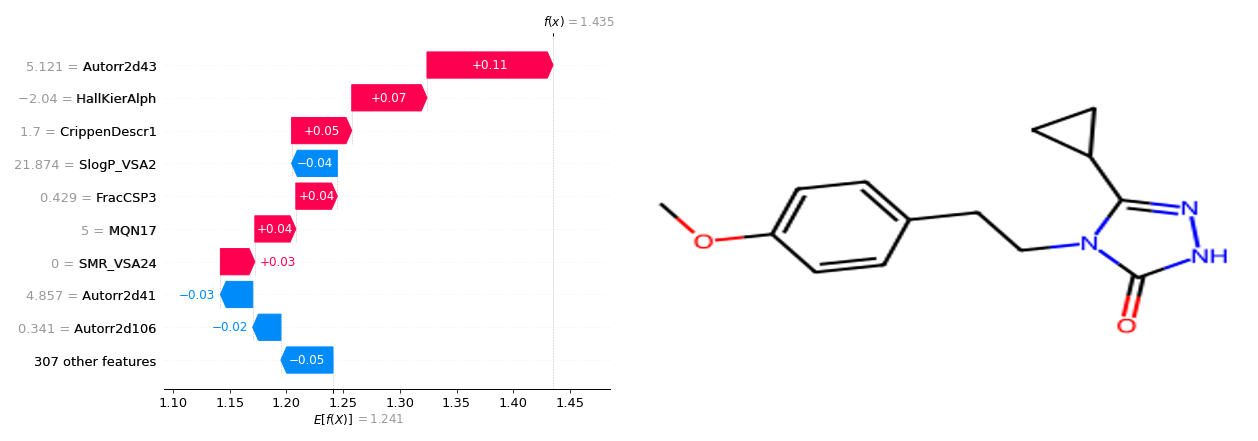 f(x) = 1.435
5.121 = Autorr2d43
+0.11
−2.04 = HallKierAlph
+0.07
1.7 = CrippenDescr1
+0.05
21.874 = SlogP_VSA2
−0.04
0.429 = FracCSP3
+0.04
5 = MQN17
+0.04
0 = SMR_VSA24
+0.03
4.857 = Autorr2d41
−0.03
0.341 = Autorr2d106
−0.02
307 other features
−0.05
1.10 1.15 1.20 1.25 1.30 1.35 1.40 1.45
E[f(X)] = 1.241
O
N
N
NH
O